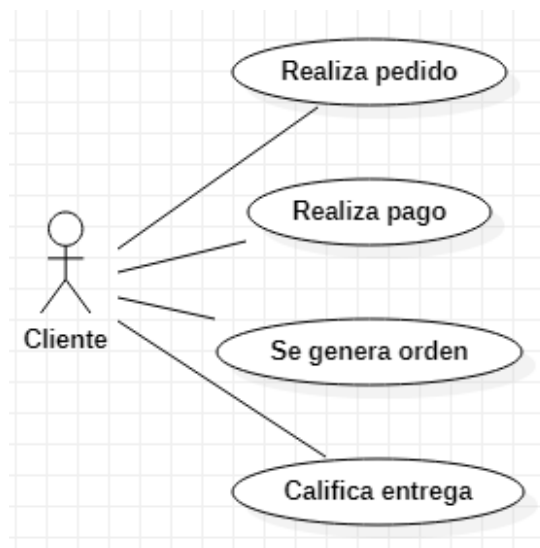 Realiza pedido
Realiza pago
Cliente
Se genera orden
Califica entrega